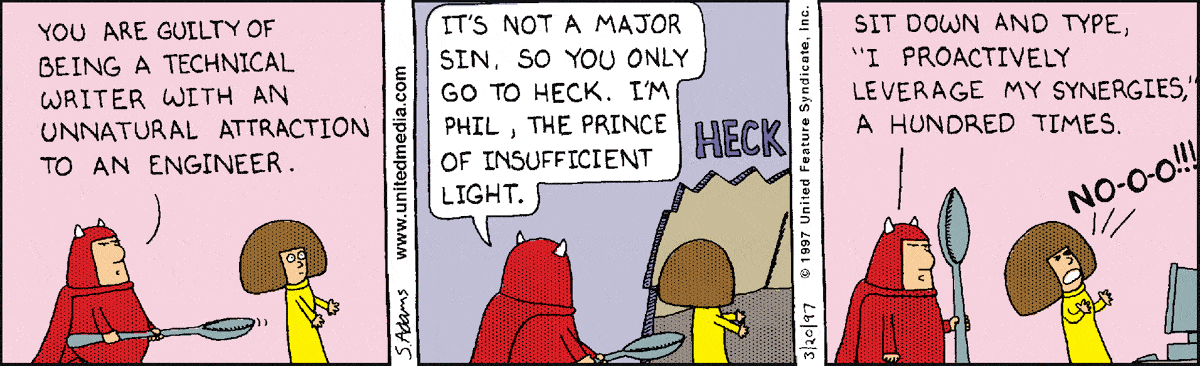 YOU ARE GUILTY OF
BEING A TECHNICAL
WRITER WITH AN
UNNATURAL ATTRACTION
TO AN ENGINEER.
S.Adams
www.unitedmedia.com
IT'S NOT A MAJOR
SIN, SO YOU ONLY
GO TO HECK. I'M
PHIL, THE PRINCE
OF INSUFFICIENT
LIGHT.
HECK
3/20/97
© 1997 United Feature Syndicate, Inc.
SIT DOWN AND TYPE,
"I PROACTIVELY
LEVERAGE MY SYNERGIES,"
A HUNDRED TIMES.
NO-O-O!!!